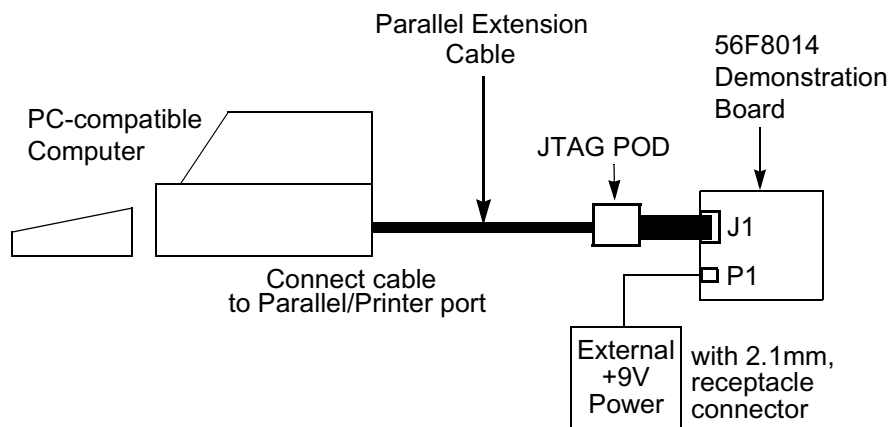 Parallel Extension
Cable
56F8014
Demonstration
Board
PC-compatible
Computer
JTAG POD
J1
P1
Connect cable
to Parallel/Printer port
External
+9V
Power
with 2.1mm,
receptacle
connector